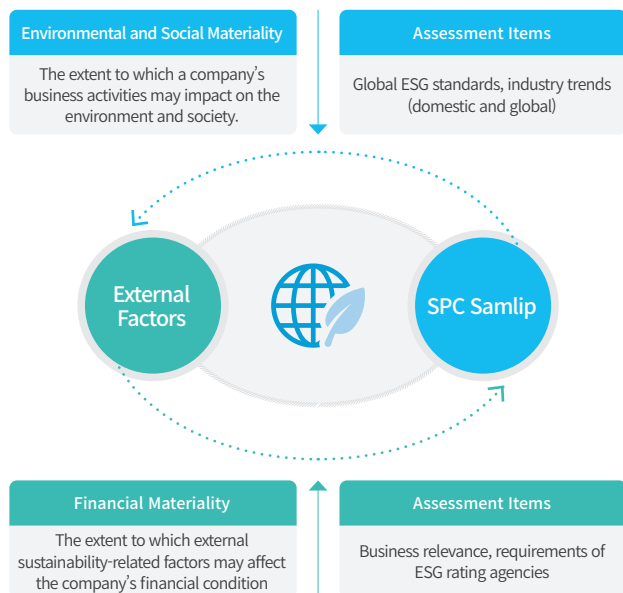 Environmental and Social Materiality
The extent to which a company's
business activities may impact on the
environment and society.
Assessment Items
Global ESG standards, industry trends
(domestic and global)
External
Factors
SPC Samlip
Financial Materiality
The extent to which external
sustainability-related factors may affect
the company's financial condition
Assessment Items
Business relevance, requirements of
ESG rating agencies